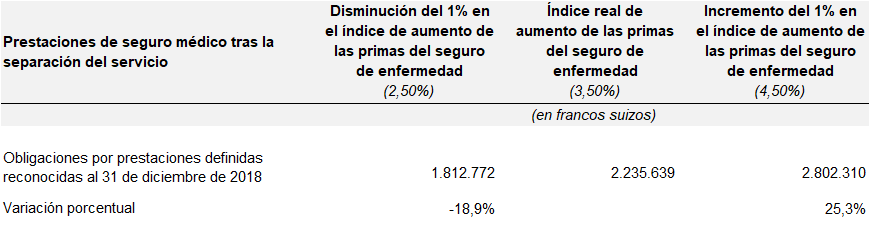 Prestaciones de seguro médico tras la separación del servicio
Disminución del 1% en
el índice de aumento de
las primas del seguro
de enfermedad
(2,50%)
Índice real de
aumento de las primas
del seguro de
enfermedad
(3,50%)
Incremento del 1% en
el índice de aumento de
las primas del seguro
de enfermedad
(4,50%)
(en francos suizos)
Obligaciones por prestaciones definidas
reconocidas al 31 de diciembre de 2018
1.812.772
2.235.639
2.802.310
Variación porcentual
-18,9%
25,3%